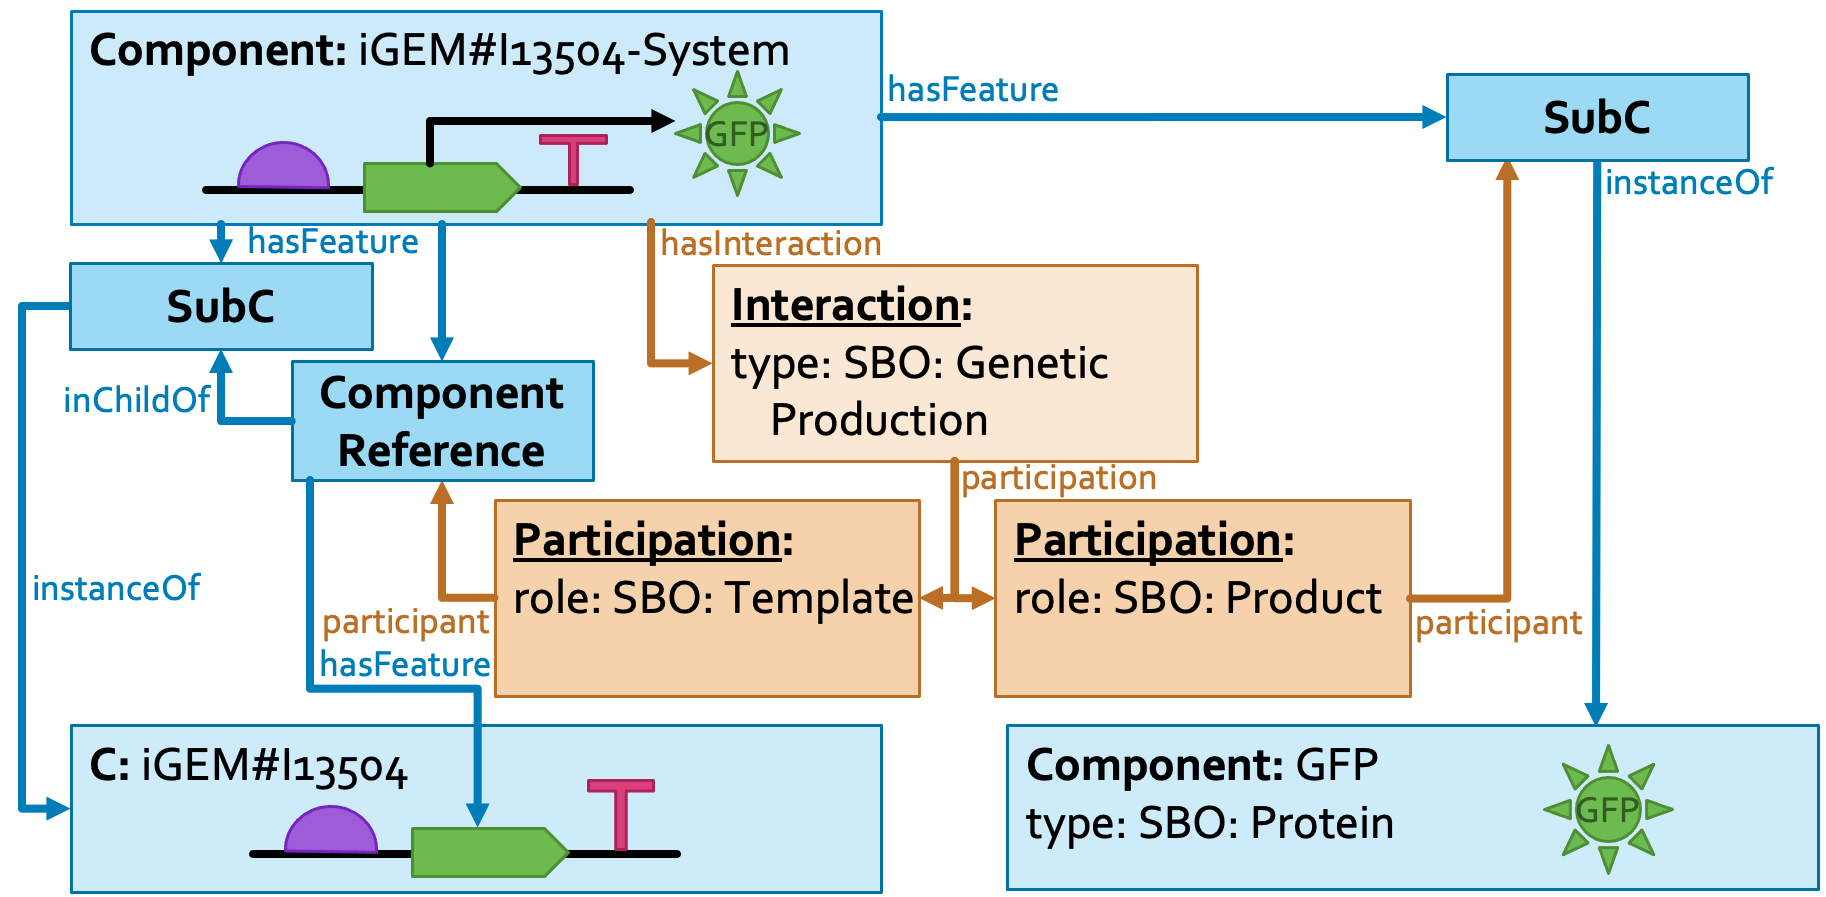 Component: iGEM#I13504-System
GFP
hasFeature
SubC
instanceOf
hasFeature
hasInteraction
SubC
Interaction:
type: SBO: Genetic
Production
inChildOf
Component
Reference
participation
Participation:
role: SBO: Template
Participation:
role: SBO: Product
instanceOf
participant
participant
hasFeature
C: iGEM#I13504
Component: GFP
type: SBO: Protein
GFP